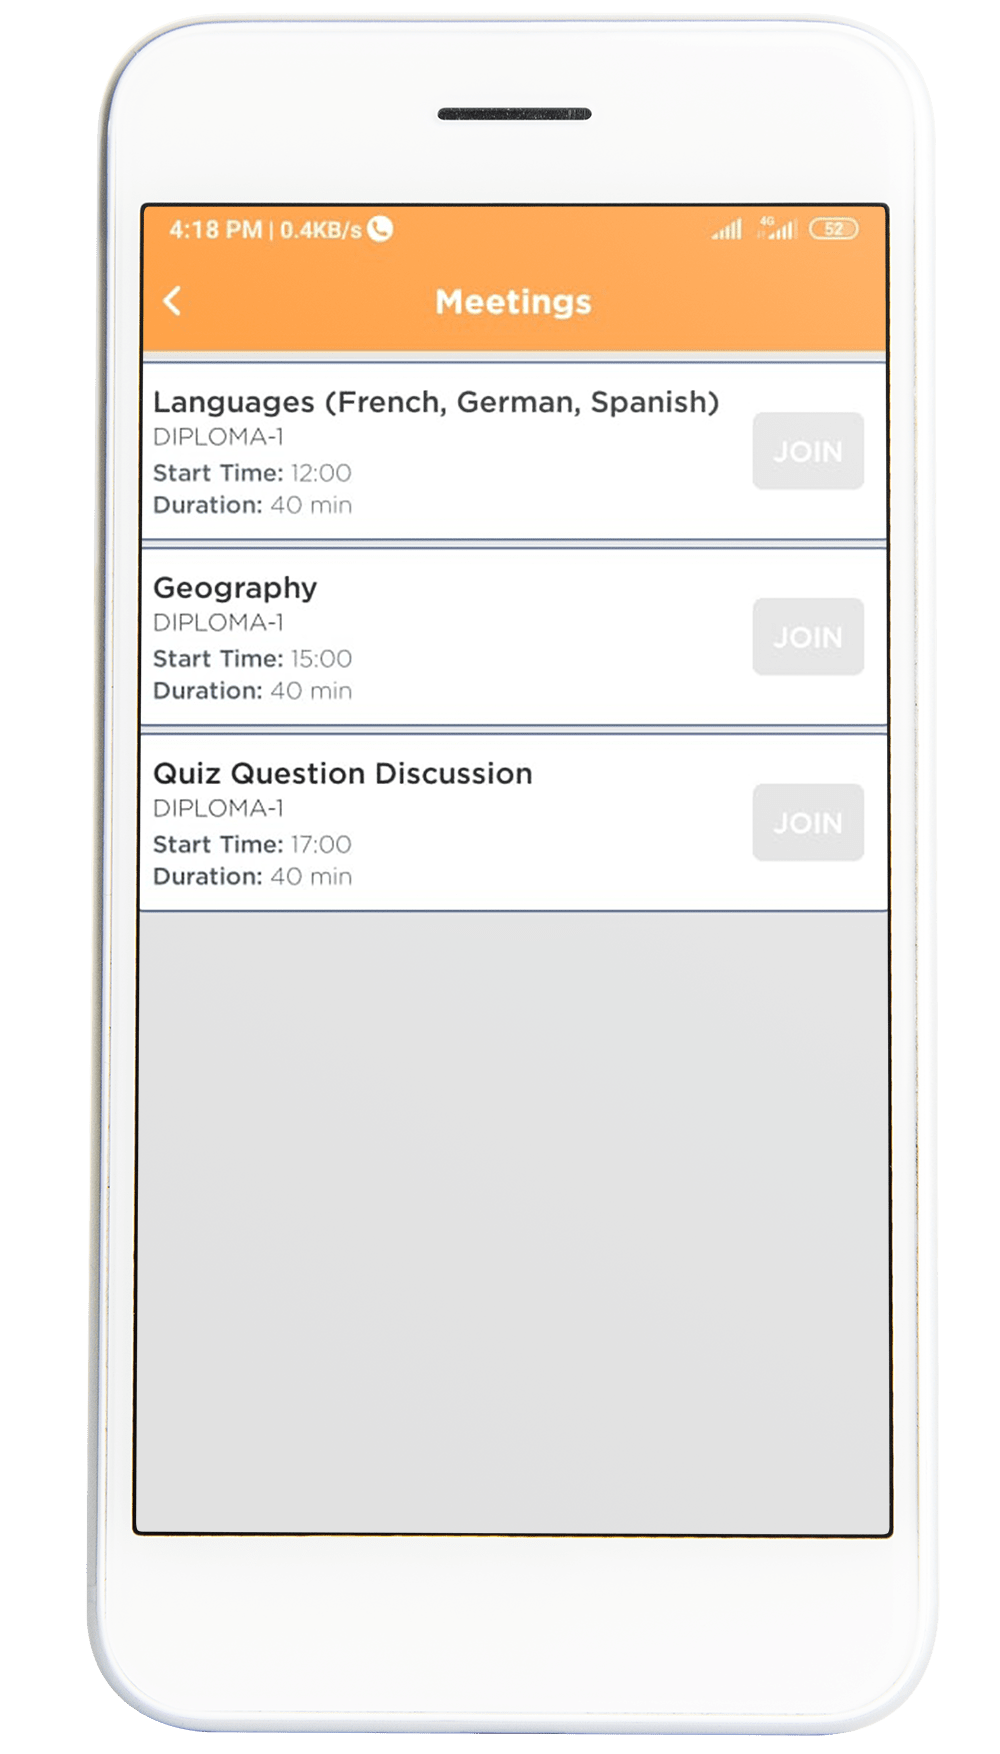 4:18 PM | 0.4KB/s
4G
52
Meetings
Languages (French, German, Spanish)
DIPLOMA-1
Start Time: 12:00
Duration: 40 min
JOIN
Geography
DIPLOMA-1
Start Time: 15:00
Duration: 40 min
JOIN
Quiz Question Discussion
DIPLOMA-1
Start Time: 17:00
Duration: 40 min
JOIN